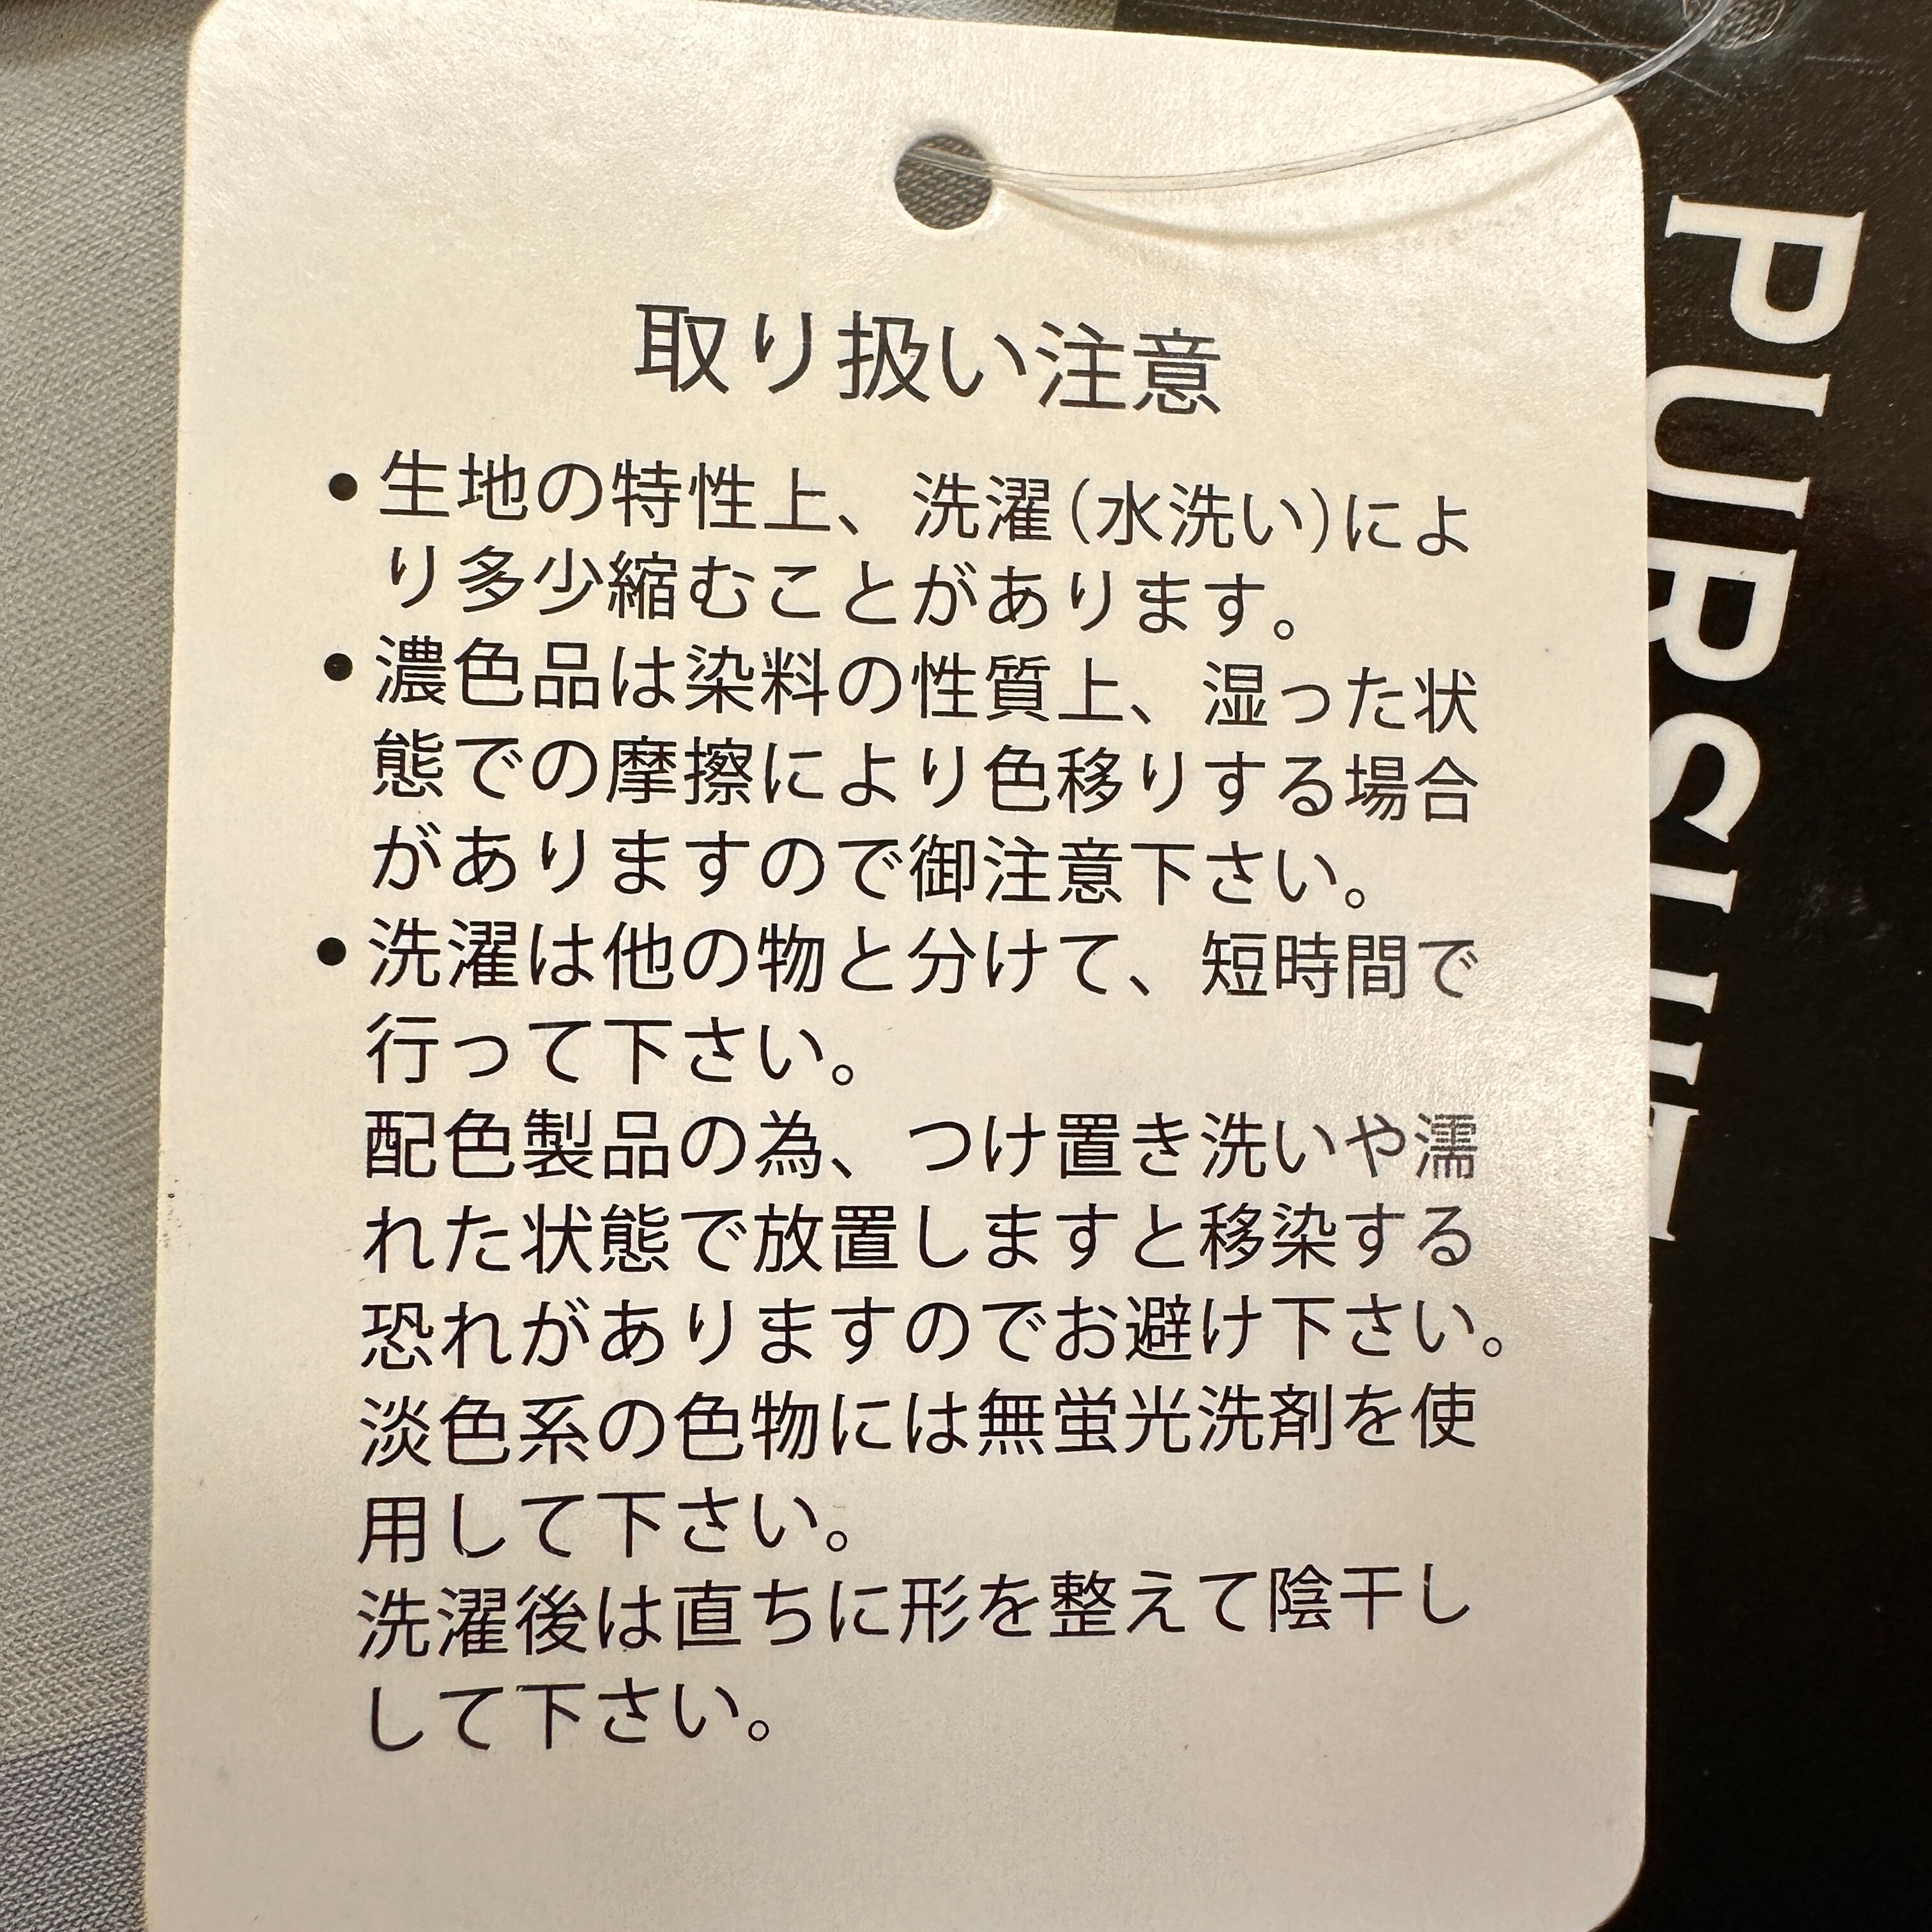 取り扱い注意
●生地の特性上、洗濯(水洗い)によ
り多少縮むことがあります。
●濃色品は染料の性質上、湿った状
態での摩擦により色移りする場合
がありますので御注意下さい。
●洗濯は他の物と分けて、短時間で
行って下さい。
配色製品の為、つけ置き洗いや濡
れた状態で放置しますと移染する
恐れがありますのでお避け下さい。
淡色系の色物には無蛍光洗剤を使
用して下さい。
洗濯後は直ちに形を整えて陰干し
して下さい。
PURSUIT